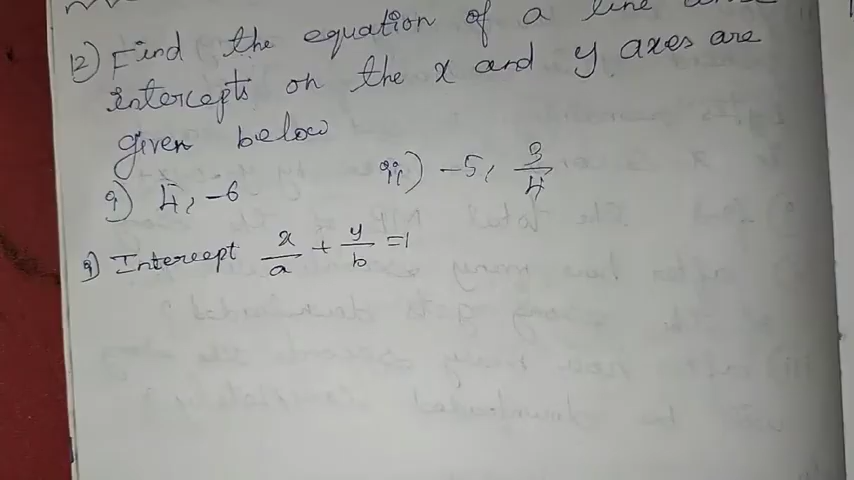 12) Find the equation of a line
intercepts on the x and y axes are
given below
i) 4, -6 ii) -5, 3/4
i) Intercept x/a + y/b = 1